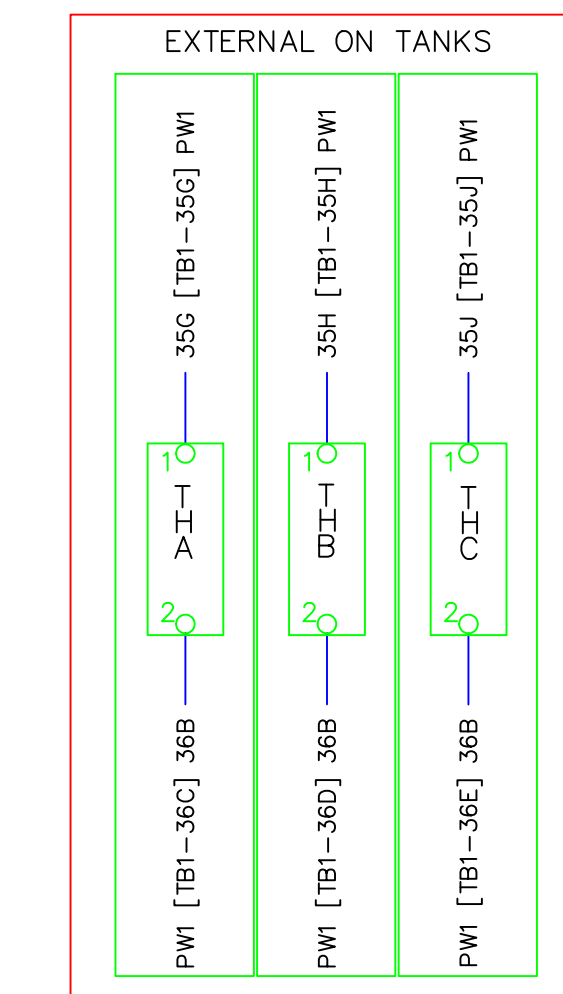 EXTERNAL ON TANKS
35G [TB1-35G] PW1
35H [TB1-35H] PW1
35J [TB1-35J] PW1
1
THA
2
1
THB
2
1
THC
2
PW1 [TB1-36C] 36B
PW1 [TB1-36D] 36B
PW1 [TB1-36E] 36B